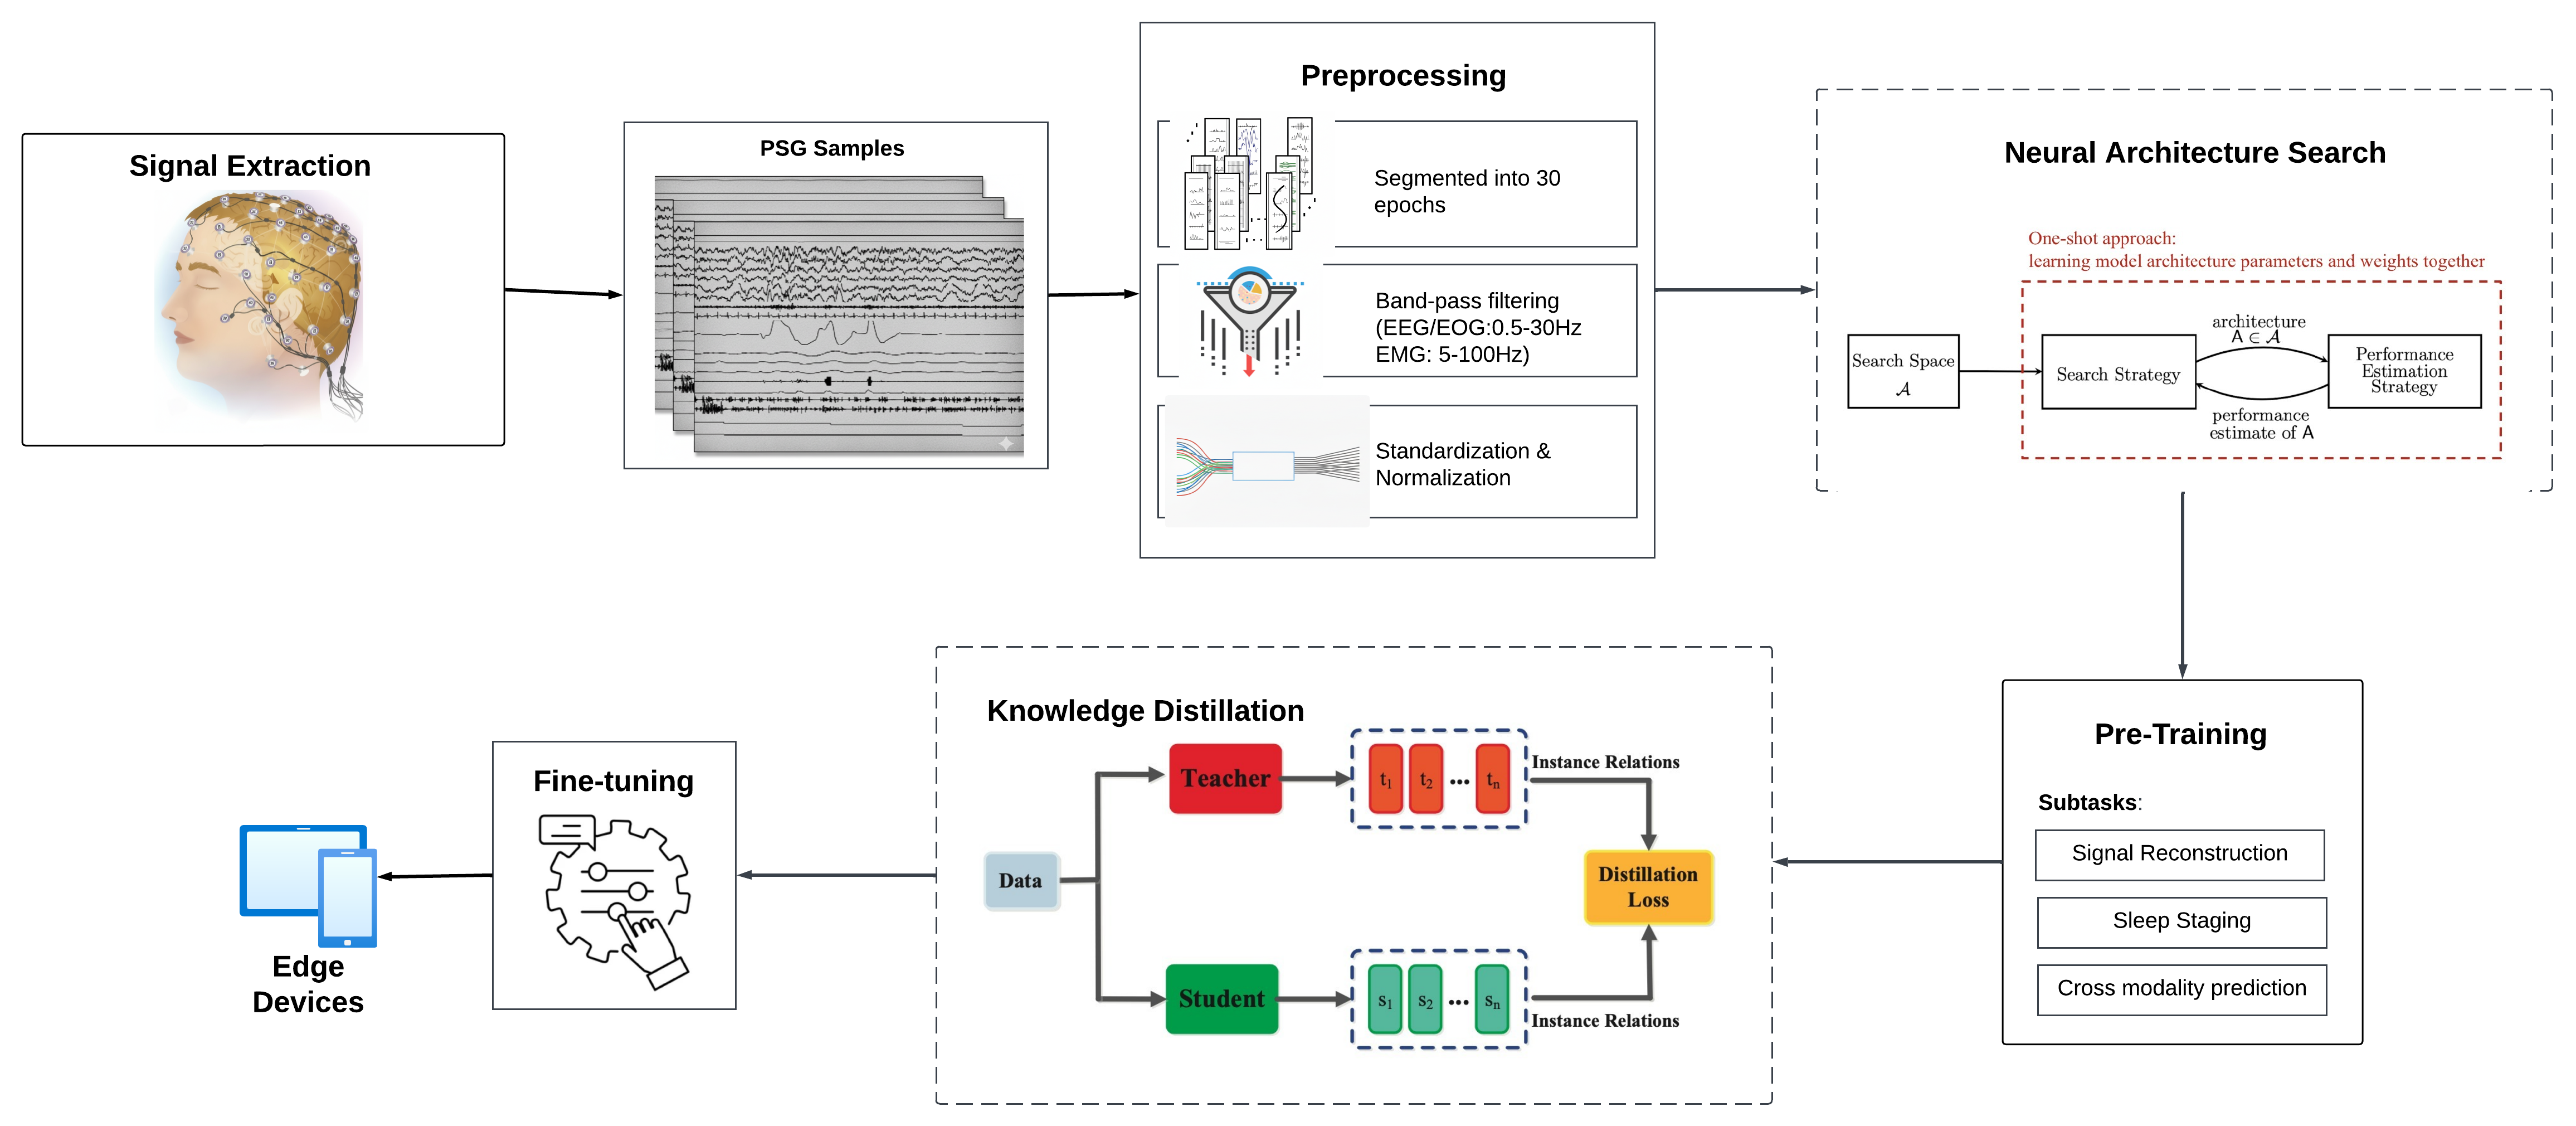 Signal Extraction
PSG Samples
Preprocessing
Segmented into 30
epochs
Band-pass filtering
(EEG/EOG:0.5-30Hz
EMG: 5-100Hz)
Standardization &
Normalization
Neural Architecture Search
One-shot approach:
learning model architecture parameters and weights together
Search Space
𝒜
Search Strategy
architecture
A ∈ 𝒜
Performance
Estimation
Strategy
performance
estimate of A
Pre-Training
Subtasks:
Signal Reconstruction
Sleep Staging
Cross modality prediction
Knowledge Distillation
Data
Teacher
t1 t2 ... tn
Instance Relations
Distillation
Loss
Student
s1 s2 ... sn
Instance Relations
Fine-tuning
Edge
Devices